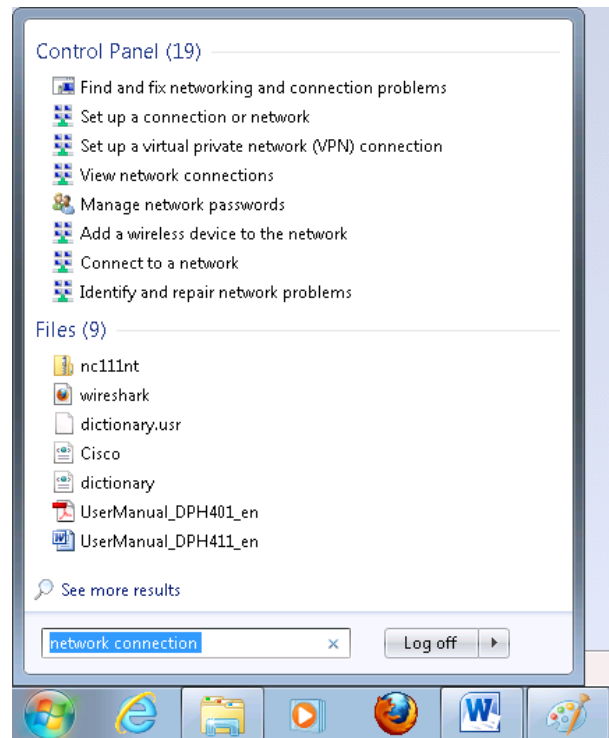 Control Panel (19)
Find and fix networking and connection problems
Set up a connection or network
Set up a virtual private network (VPN) connection
View network connections
Manage network passwords
Add a wireless device to the network
Connect to a network
Identify and repair network problems
Files (9)
nc111nt
wireshark
dictionary.usr
Cisco
dictionary
UserManual_DPH401_en
UserManual_DPH411_en
See more results
network connection × Log off
W